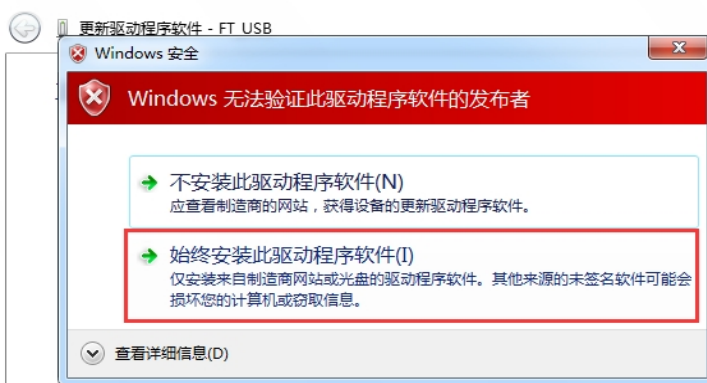 更新驱动程序软件 - FT USB
Windows 安全
Windows 无法验证此驱动程序软件的发布者
不安装此驱动程序软件(N)
应查看制造商的网站，获得设备的更新驱动程序软件。
始终安装此驱动程序软件(I)
仅安装来自制造商网站或光盘的驱动程序软件。其他来源的未签名软件可能会
损坏您的计算机或窃取信息。
查看详细信息(D)